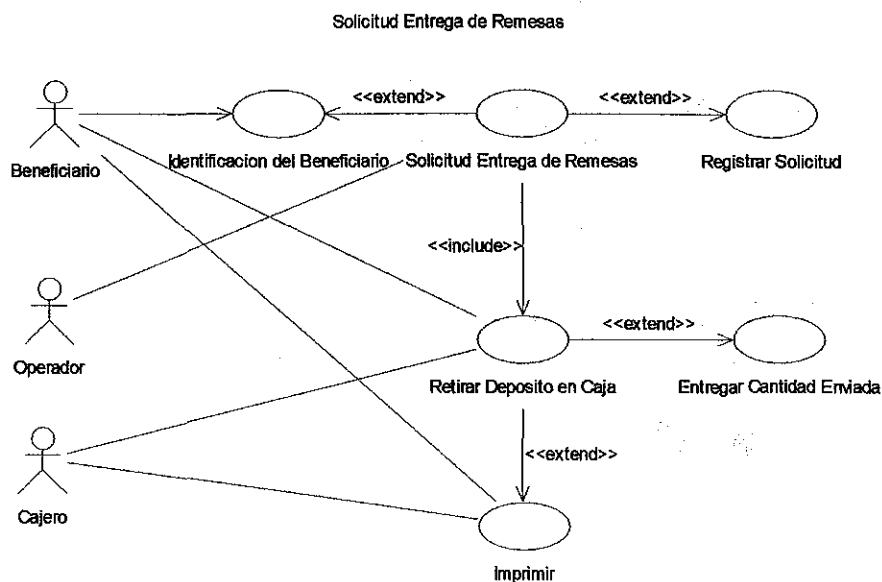 Solicitud Entrega de Remesas
<<extend>>
<<extend>>
Beneficiario
Identificacion del Beneficiario
Solicitud Entrega de Remesas
Registrar Solicitud
<<include>>
<<extend>>
Operador
Retirar Deposito en Caja
Entregar Cantidad Enviada
<<extend>>
Cajero
Imprimir